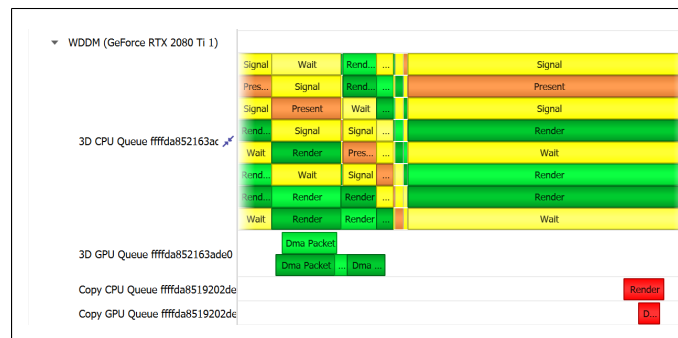 WDDM (GeForce RTX 2080 Ti 1)
Signal Wait Rend... ... Signal
Pres... Signal Rend... ... Present
Signal Present Wait ... Signal
3D CPU Queue ffffda852163ac
Rend... Signal Signal ... Render
Wait Render Pres... ... Wait
Rend... Wait Signal ... Render
Rend... Render Render ... Render
Wait Render Render ... Wait
3D GPU Queue ffffda852163ade0
Dma Packet
Dma Packet ... Dma ...
Copy CPU Queue ffffda8519202de Render
Copy GPU Queue ffffda8519202de D...